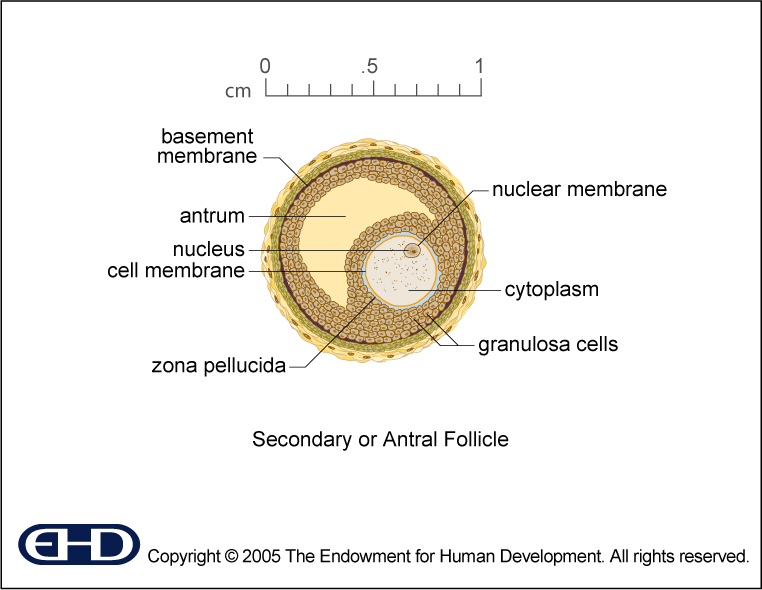 0 .5 1
cm
basement
membrane
nuclear membrane
antrum
nucleus
cell membrane
cytoplasm
granulosa cells
zona pellucida
Secondary or Antral Follicle
EHD Copyright © 2005 The Endowment for Human Development. All rights reserved.